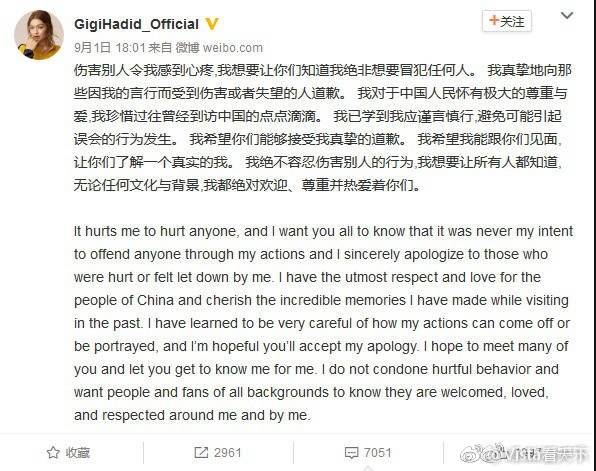 GigiHadid_Official
+关注
9月1日 18:01 来自 微博 weibo.com
伤害别人令我感到心疼,我想要让你们知道我绝非想要冒犯任何人。 我真挚地向那
些因我的言行而受到伤害或者失望的人道歉。 我对于中国人民怀有极大的尊重与
爱,我珍惜过往曾经到访中国的点点滴滴。 我已学到我应谨言慎行,避免可能引起
误会的行为发生。 我希望你们能够接受我真挚的道歉。 我希望我能跟你们见面,
让你们了解一个真实的我。 我绝不容忍伤害别人的行为,我想要让所有人都知道,
无论任何文化与背景,我都绝对欢迎、尊重并热爱着你们。
It hurts me to hurt anyone, and I want you all to know that it was never my intent
to offend anyone through my actions and I sincerely apologize to those who
were hurt or felt let down by me. I have the utmost respect and love for the
people of China and cherish the incredible memories I have made while visiting
in the past. I have learned to be very careful of how my actions can come off or
be portrayed, and I'm hopeful you'll accept my apology. I hope to meet many of
you and let you get to know me for me. I do not condone hurtful behavior and
want people and fans of all backgrounds to know they are welcomed, loved,
and respected around me and by me.
收藏
2961
7051